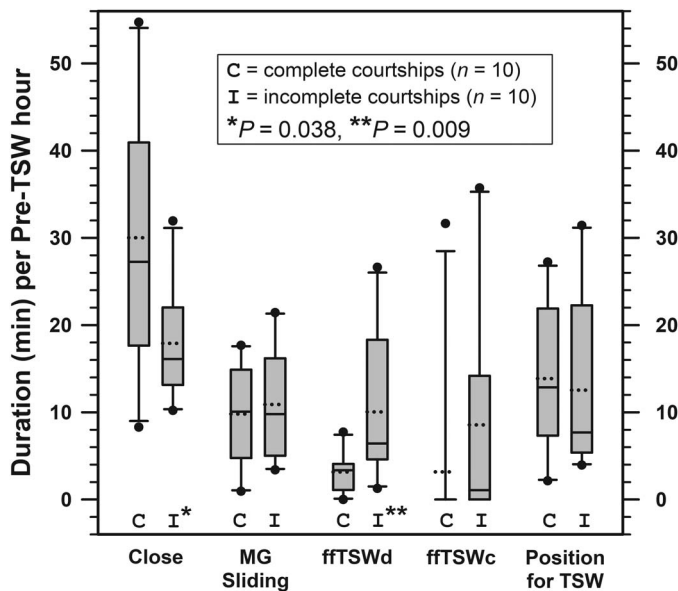 Duration (min) per Pre-TSW hour
50
40
30
20
10
0
50
40
30
20
10
0
C = complete courtships (n = 10)
I = incomplete courtships (n = 10)
*P = 0.038, **P = 0.009
C I* C I C I** C I C I
Close MG Sliding ffTSWd ffTSWc Position for TSW